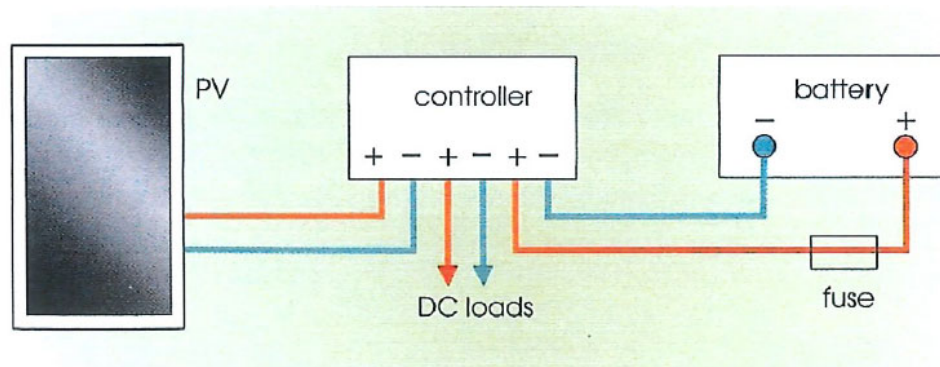 PV
controller
+ − + − + −
battery
− +
DC loads
fuse